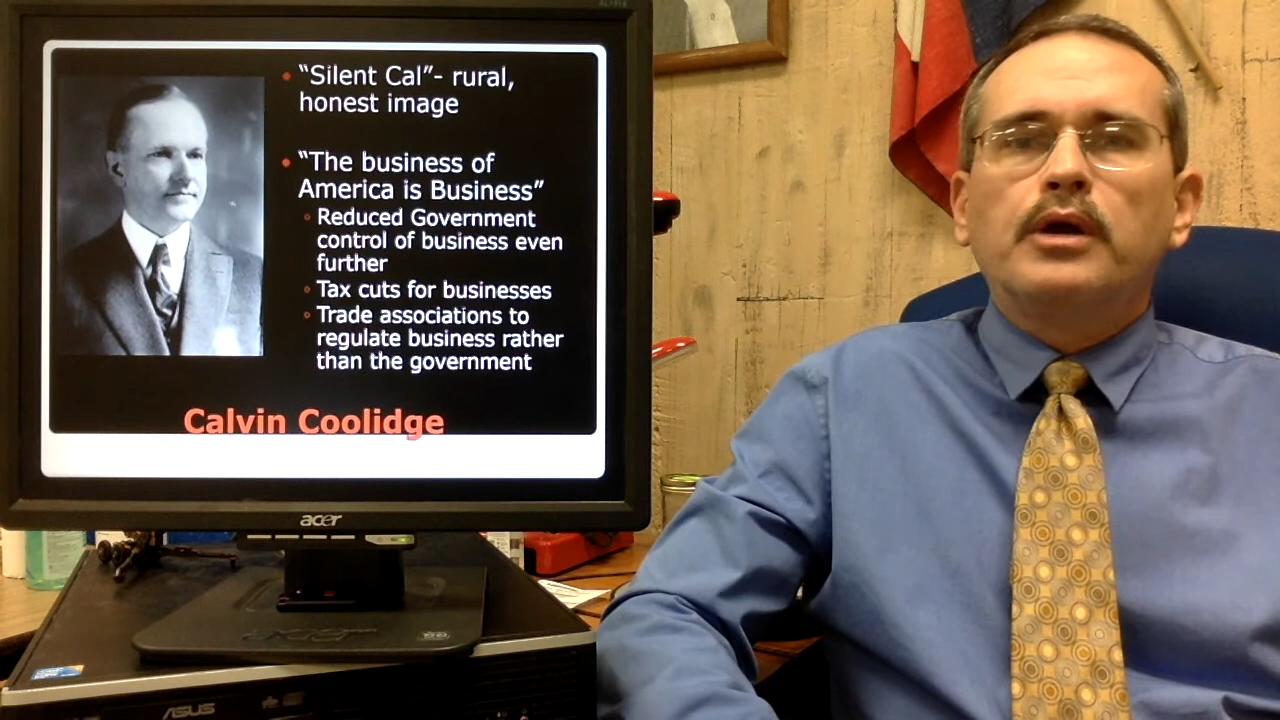 “Silent Cal”- rural,
honest image
“The business of
America is Business”
Reduced Government
control of business even
further
Tax cuts for businesses
Trade associations to
regulate business rather
than the government
Calvin Coolidge
acer
ASUS